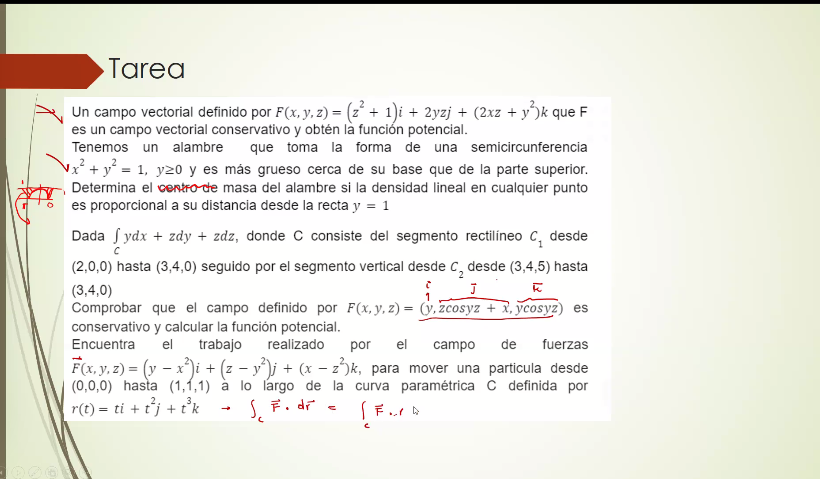 Tarea
Un campo vectorial definido por F(x, y, z) = (z² + 1)i + 2yzj + (2xz + y²)k que F
es un campo vectorial conservativo y obtén la función potencial.
Tenemos un alambre que toma la forma de una semicircunferencia
x² + y² = 1, y≥0 y es más grueso cerca de su base que de la parte superior.
Determina el centro de masa del alambre si la densidad lineal en cualquier punto
es proporcional a su distancia desde la recta y = 1
Dada ∫_C ydx + zdy + zdz, donde C consiste del segmento rectilíneo C₁ desde
(2,0,0) hasta (3,4,0) seguido por el segmento vertical desde C₂ desde (3,4,5) hasta
(3,4,0)
i j k
Comprobar que el campo definido por F(x, y, z) = (y, zcosyz + x, ycosyz) es
conservativo y calcular la función potencial.
Encuentra el trabajo realizado por el campo de fuerzas
F(x, y, z) = (y − x²)i + (z − y²)j + (x − z²)k, para mover una particula desde
(0,0,0) hasta (1,1,1) a lo largo de la curva paramétrica C definida por
r(t) = ti + t²j + t³k → ∫_c F⃗ · dr⃗ = ∫_c F⃗ ·